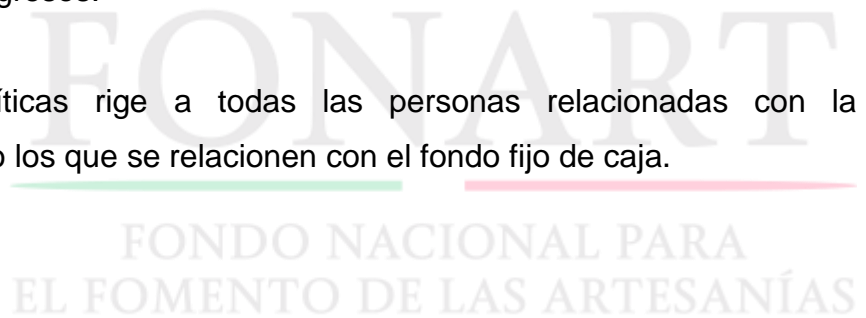 gresos.
FONART
íticas rige a todas las personas relacionadas con la
o los que se relacionen con el fondo fijo de caja.
FONDO NACIONAL PARA
EL FOMENTO DE LAS ARTESANÍAS